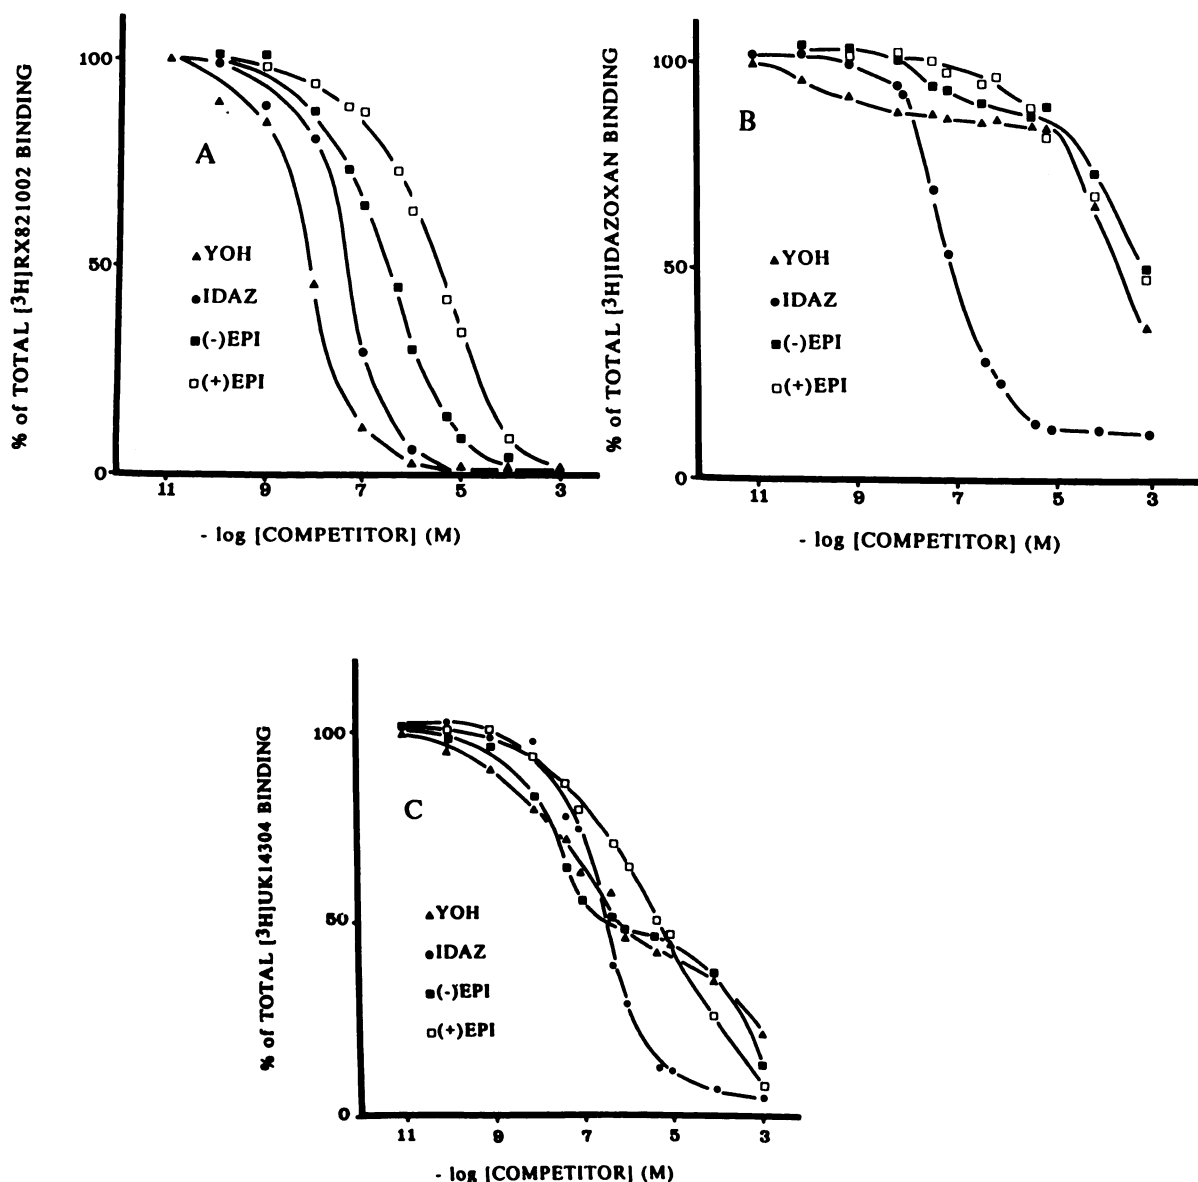 % of TOTAL [³H]RX821002 BINDING
100
50
0
A
▲YOH
●IDAZ
■(-)EPI
□(+)EPI
11 9 7 5 3
- log [COMPETITOR] (M)
% of TOTAL [³H]IDAZOXAN BINDING
100
50
0
B
▲YOH
●IDAZ
■(-)EPI
□(+)EPI
11 9 7 5 3
- log [COMPETITOR] (M)
% of TOTAL [³H]UK14304 BINDING
100
50
0
C
▲YOH
●IDAZ
■(-)EPI
□(+)EPI
11 9 7 5 3
- log [COMPETITOR] (M)